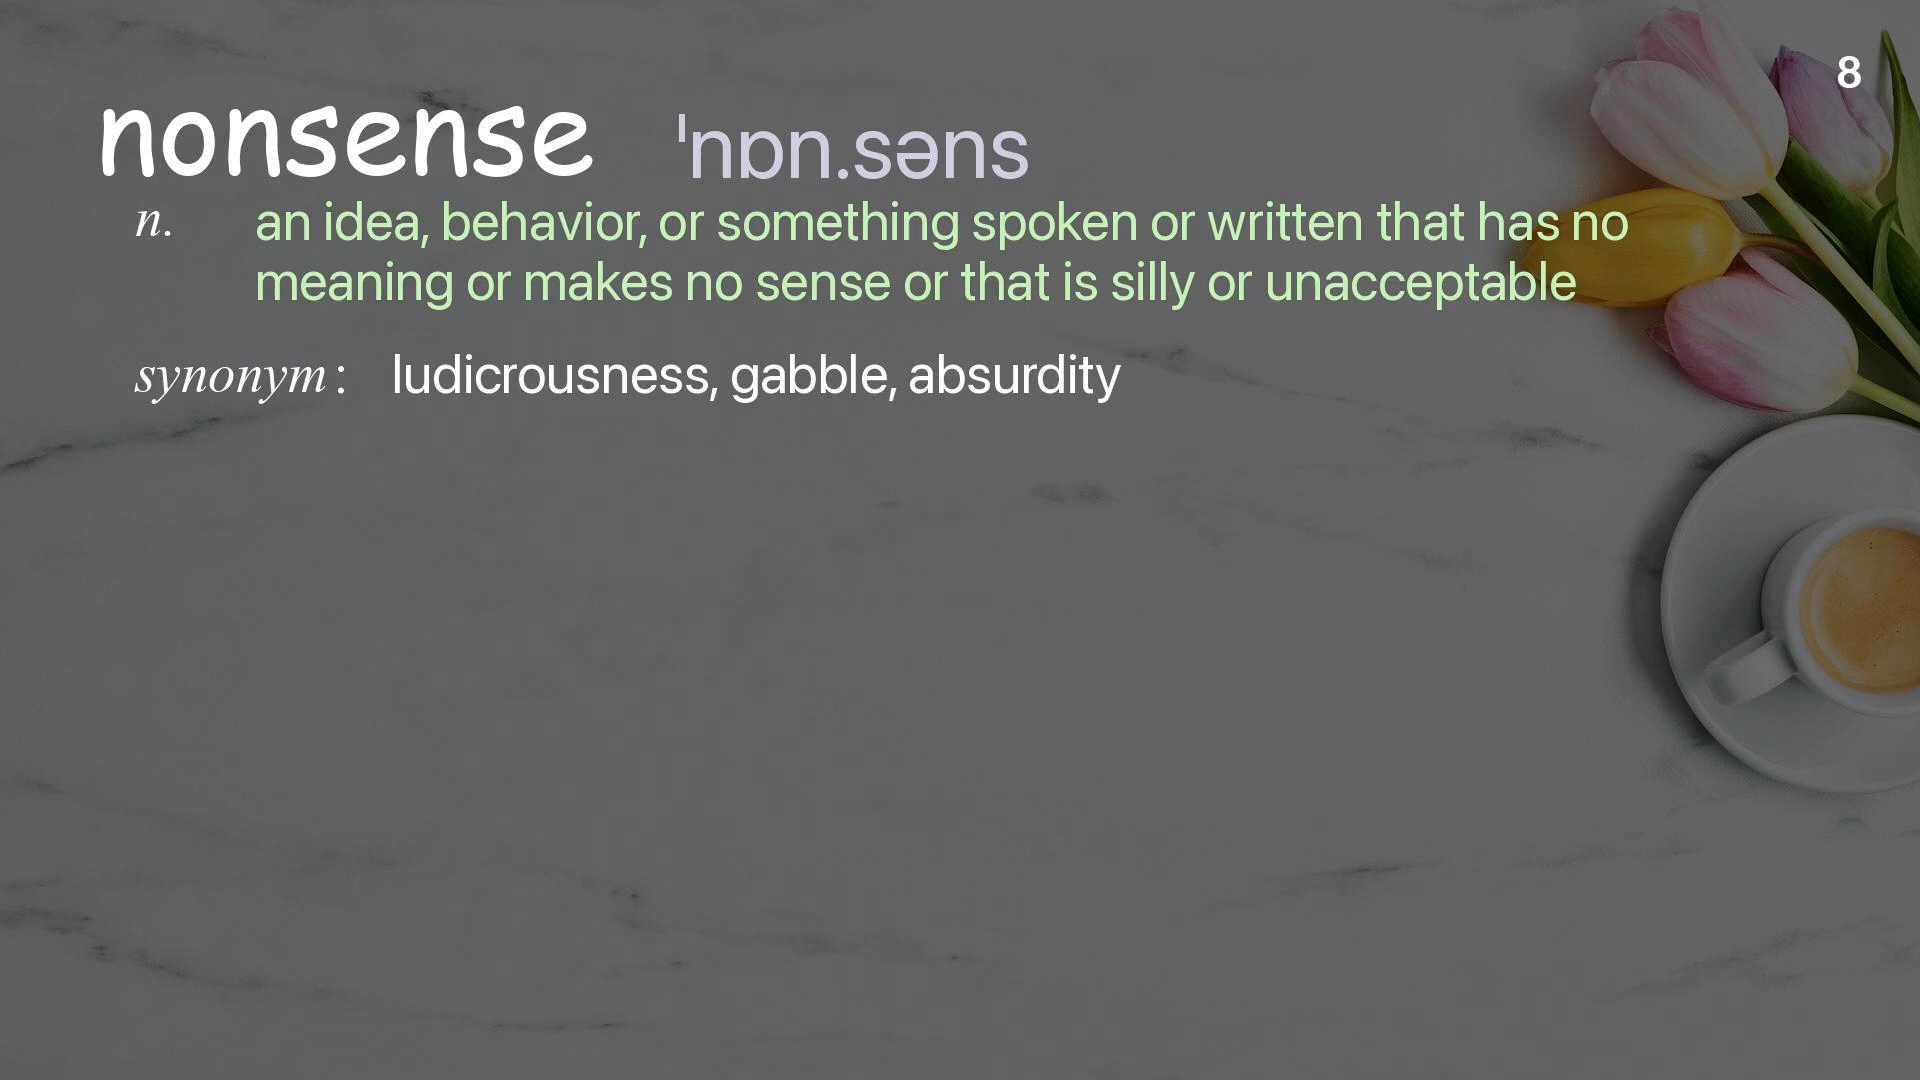 8
nonsense ˈnɒn.səns
n. an idea, behavior, or something spoken or written that has no
meaning or makes no sense or that is silly or unacceptable
synonym : ludicrousness, gabble, absurdity